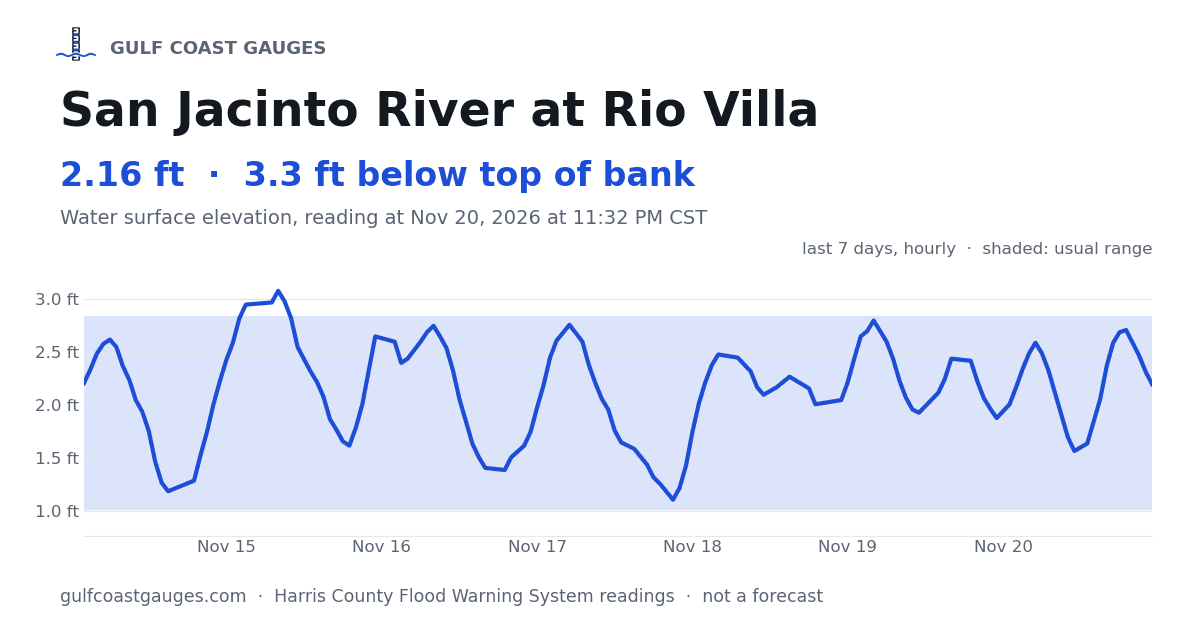 GULF COAST GAUGES
San Jacinto River at Rio Villa
2.16 ft · 3.3 ft below top of bank
Water surface elevation, reading at Nov 20, 2026 at 11:32 PM CST
last 7 days, hourly · shaded: usual range
3.0 ft
2.5 ft
2.0 ft
1.5 ft
1.0 ft
Nov 15 Nov 16 Nov 17 Nov 18 Nov 19 Nov 20
gulfcoastgauges.com · Harris County Flood Warning System readings · not a forecast